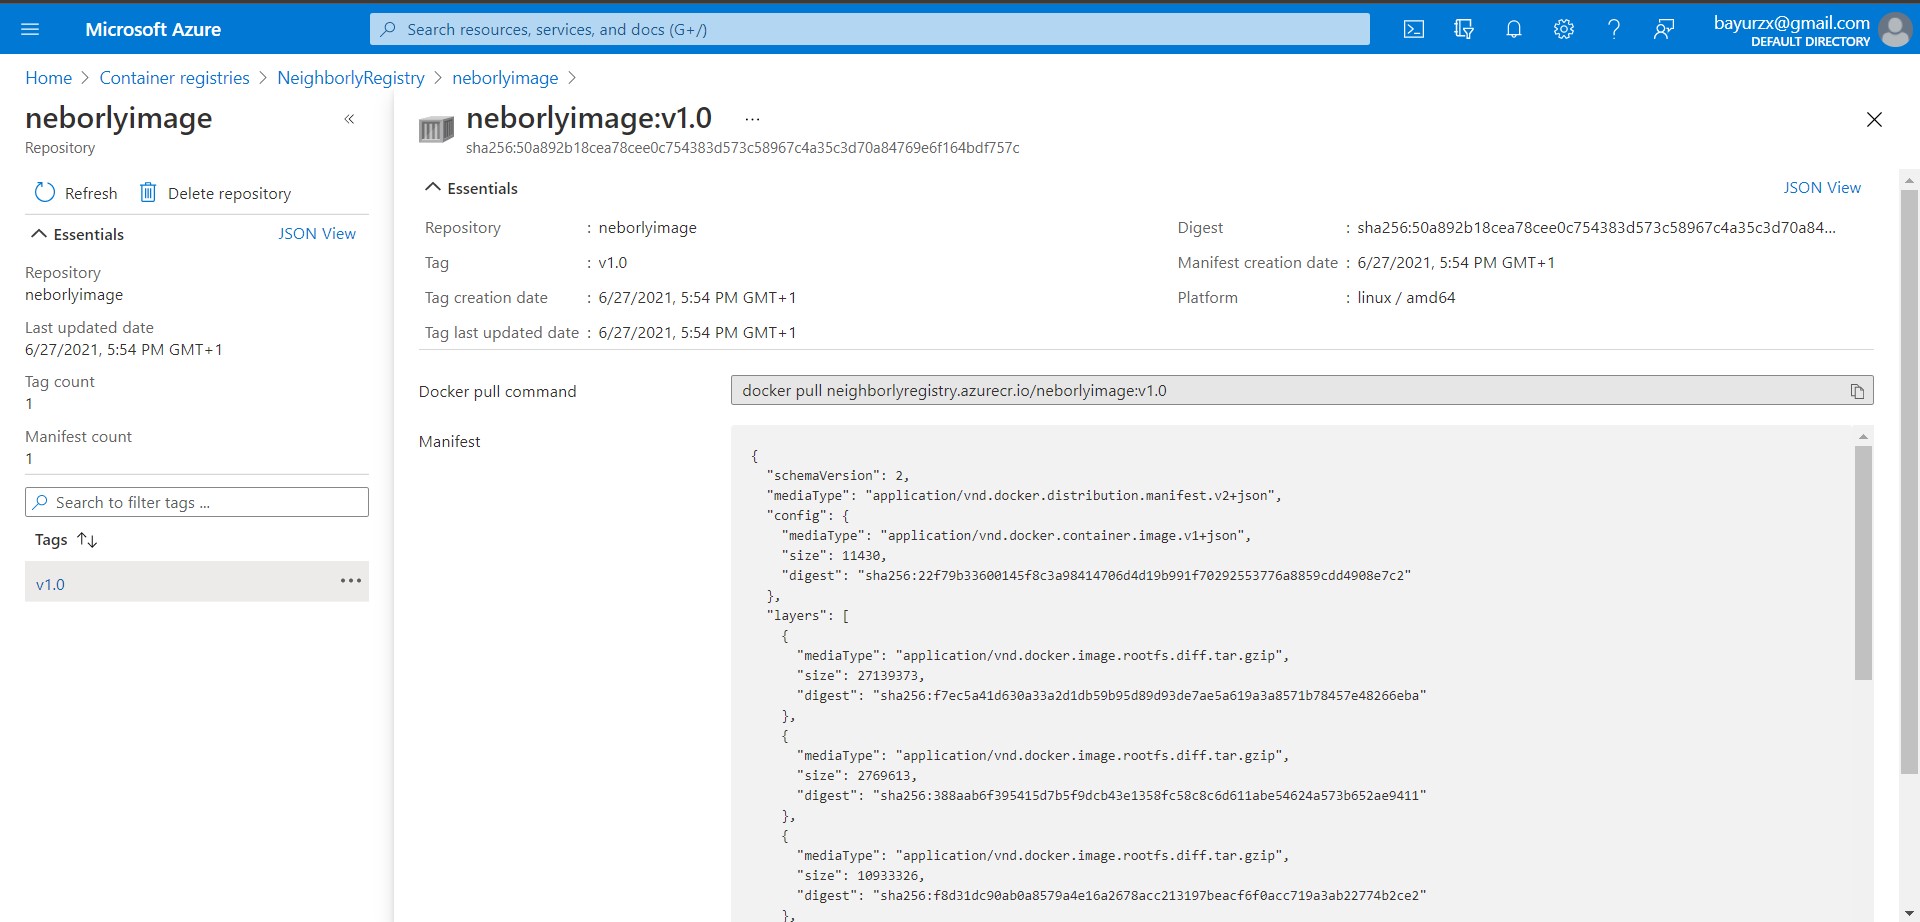 Microsoft Azure
Search resources, services, and docs (G+/)
bayurzx@gmail.com
DEFAULT DIRECTORY
Home > Container registries > NeighborlyRegistry > neborlyimage >
neborlyimage
Repository
Refresh
Delete repository
Essentials
JSON View
Repository
neborlyimage
Last updated date
6/27/2021, 5:54 PM GMT+1
Tag count
1
Manifest count
1
Search to filter tags ...
Tags
v1.0
neborlyimage:v1.0 ...
sha256:50a892b18cea78cee0c754383d573c58967c4a35c3d70a84769e6f164bdf757c
Essentials
JSON View
Repository : neborlyimage
Tag : v1.0
Tag creation date : 6/27/2021, 5:54 PM GMT+1
Tag last updated date : 6/27/2021, 5:54 PM GMT+1
Digest : sha256:50a892b18cea78cee0c754383d573c58967c4a35c3d70a84...
Manifest creation date : 6/27/2021, 5:54 PM GMT+1
Platform : linux / amd64
Docker pull command
docker pull neighborlyregistry.azurecr.io/neborlyimage:v1.0
Manifest
{
"schemaVersion": 2,
"mediaType": "application/vnd.docker.distribution.manifest.v2+json",
"config": {
"mediaType": "application/vnd.docker.container.image.v1+json",
"size": 11430,
"digest": "sha256:22f79b33600145f8c3a98414706d4d19b991f70292553776a8859cdd4908e7c2"
},
"layers": [
{
"mediaType": "application/vnd.docker.image.rootfs.diff.tar.gzip",
"size": 27139373,
"digest": "sha256:f7ec5a41d630a33a2d1db59b95d89d93de7ae5a619a3a8571b78457e48266eba"
},
{
"mediaType": "application/vnd.docker.image.rootfs.diff.tar.gzip",
"size": 2769613,
"digest": "sha256:388aab6f395415d7b5f9dcb43e1358fc58c8c6d611abe54624a573b652ae9411"
},
{
"mediaType": "application/vnd.docker.image.rootfs.diff.tar.gzip",
"size": 10933326,
"digest": "sha256:f8d31dc90ab0a8579a4e16a2678acc213197beacf6f0acc719a3ab22774b2ce2"
},